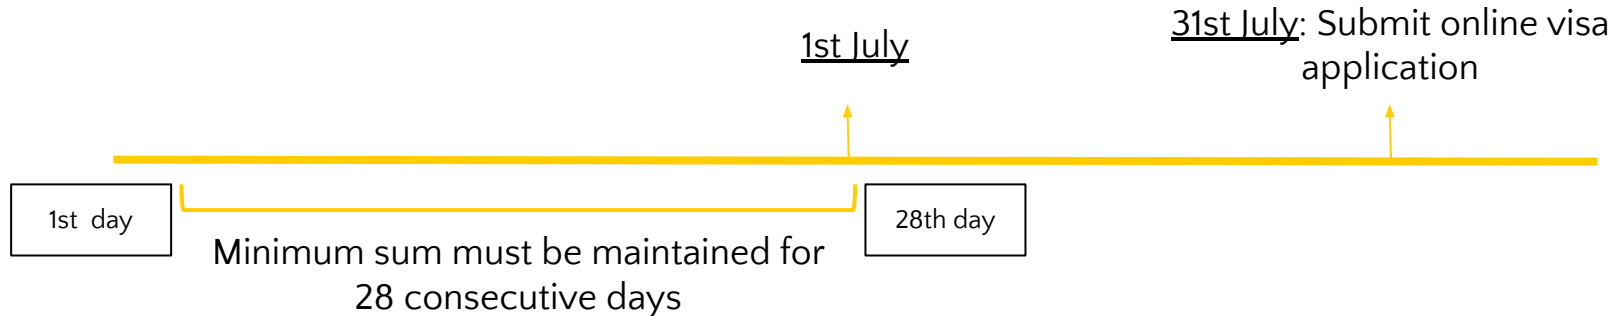 1st July
31st July: Submit online visa
application
1st day
28th day
Minimum sum must be maintained for
28 consecutive days